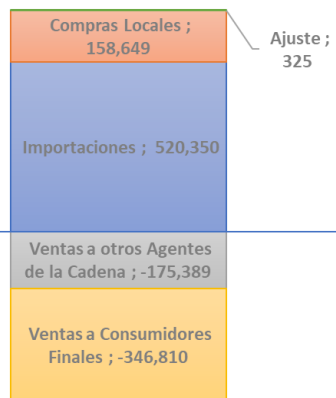 Compras Locales ;
158,649
Ajuste ;
325
Importaciones ; 520,350
Ventas a otros Agentes
de la Cadena ; -175,389
Ventas a Consumidores
Finales ; -346,810